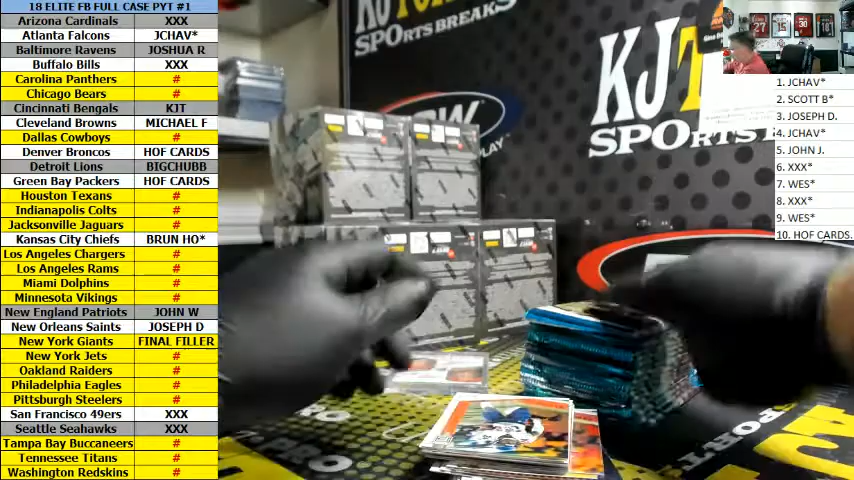 18 ELITE FB FULL CASE PYT #1
Arizona Cardinals XXX
Atlanta Falcons JCHAV*
Baltimore Ravens JOSHUA R
Buffalo Bills XXX
Carolina Panthers #
Chicago Bears #
Cincinnati Bengals KJT
Cleveland Browns MICHAEL F
Dallas Cowboys #
Denver Broncos HOF CARDS
Detroit Lions BIGCHUBB
Green Bay Packers HOF CARDS
Houston Texans #
Indianapolis Colts #
Jacksonville Jaguars #
Kansas City Chiefs BRUN HO*
Los Angeles Chargers #
Los Angeles Rams #
Miami Dolphins #
Minnesota Vikings #
New England Patriots JOHN W
New Orleans Saints JOSEPH D
New York Giants FINAL FILLER
New York Jets #
Oakland Raiders #
Philadelphia Eagles #
Pittsburgh Steelers #
San Francisco 49ers XXX
Seattle Seahawks XXX
Tampa Bay Buccaneers #
Tennessee Titans #
Washington Redskins #
SPORTS BREAKS
KJT
SPORTS
1. JCHAV*
2. SCOTT B*
3. JOSEPH D.
4. JCHAV*
5. JOHN J.
6. XXX*
7. WES*
8. XXX*
9. WES*
10. HOF CARDS.